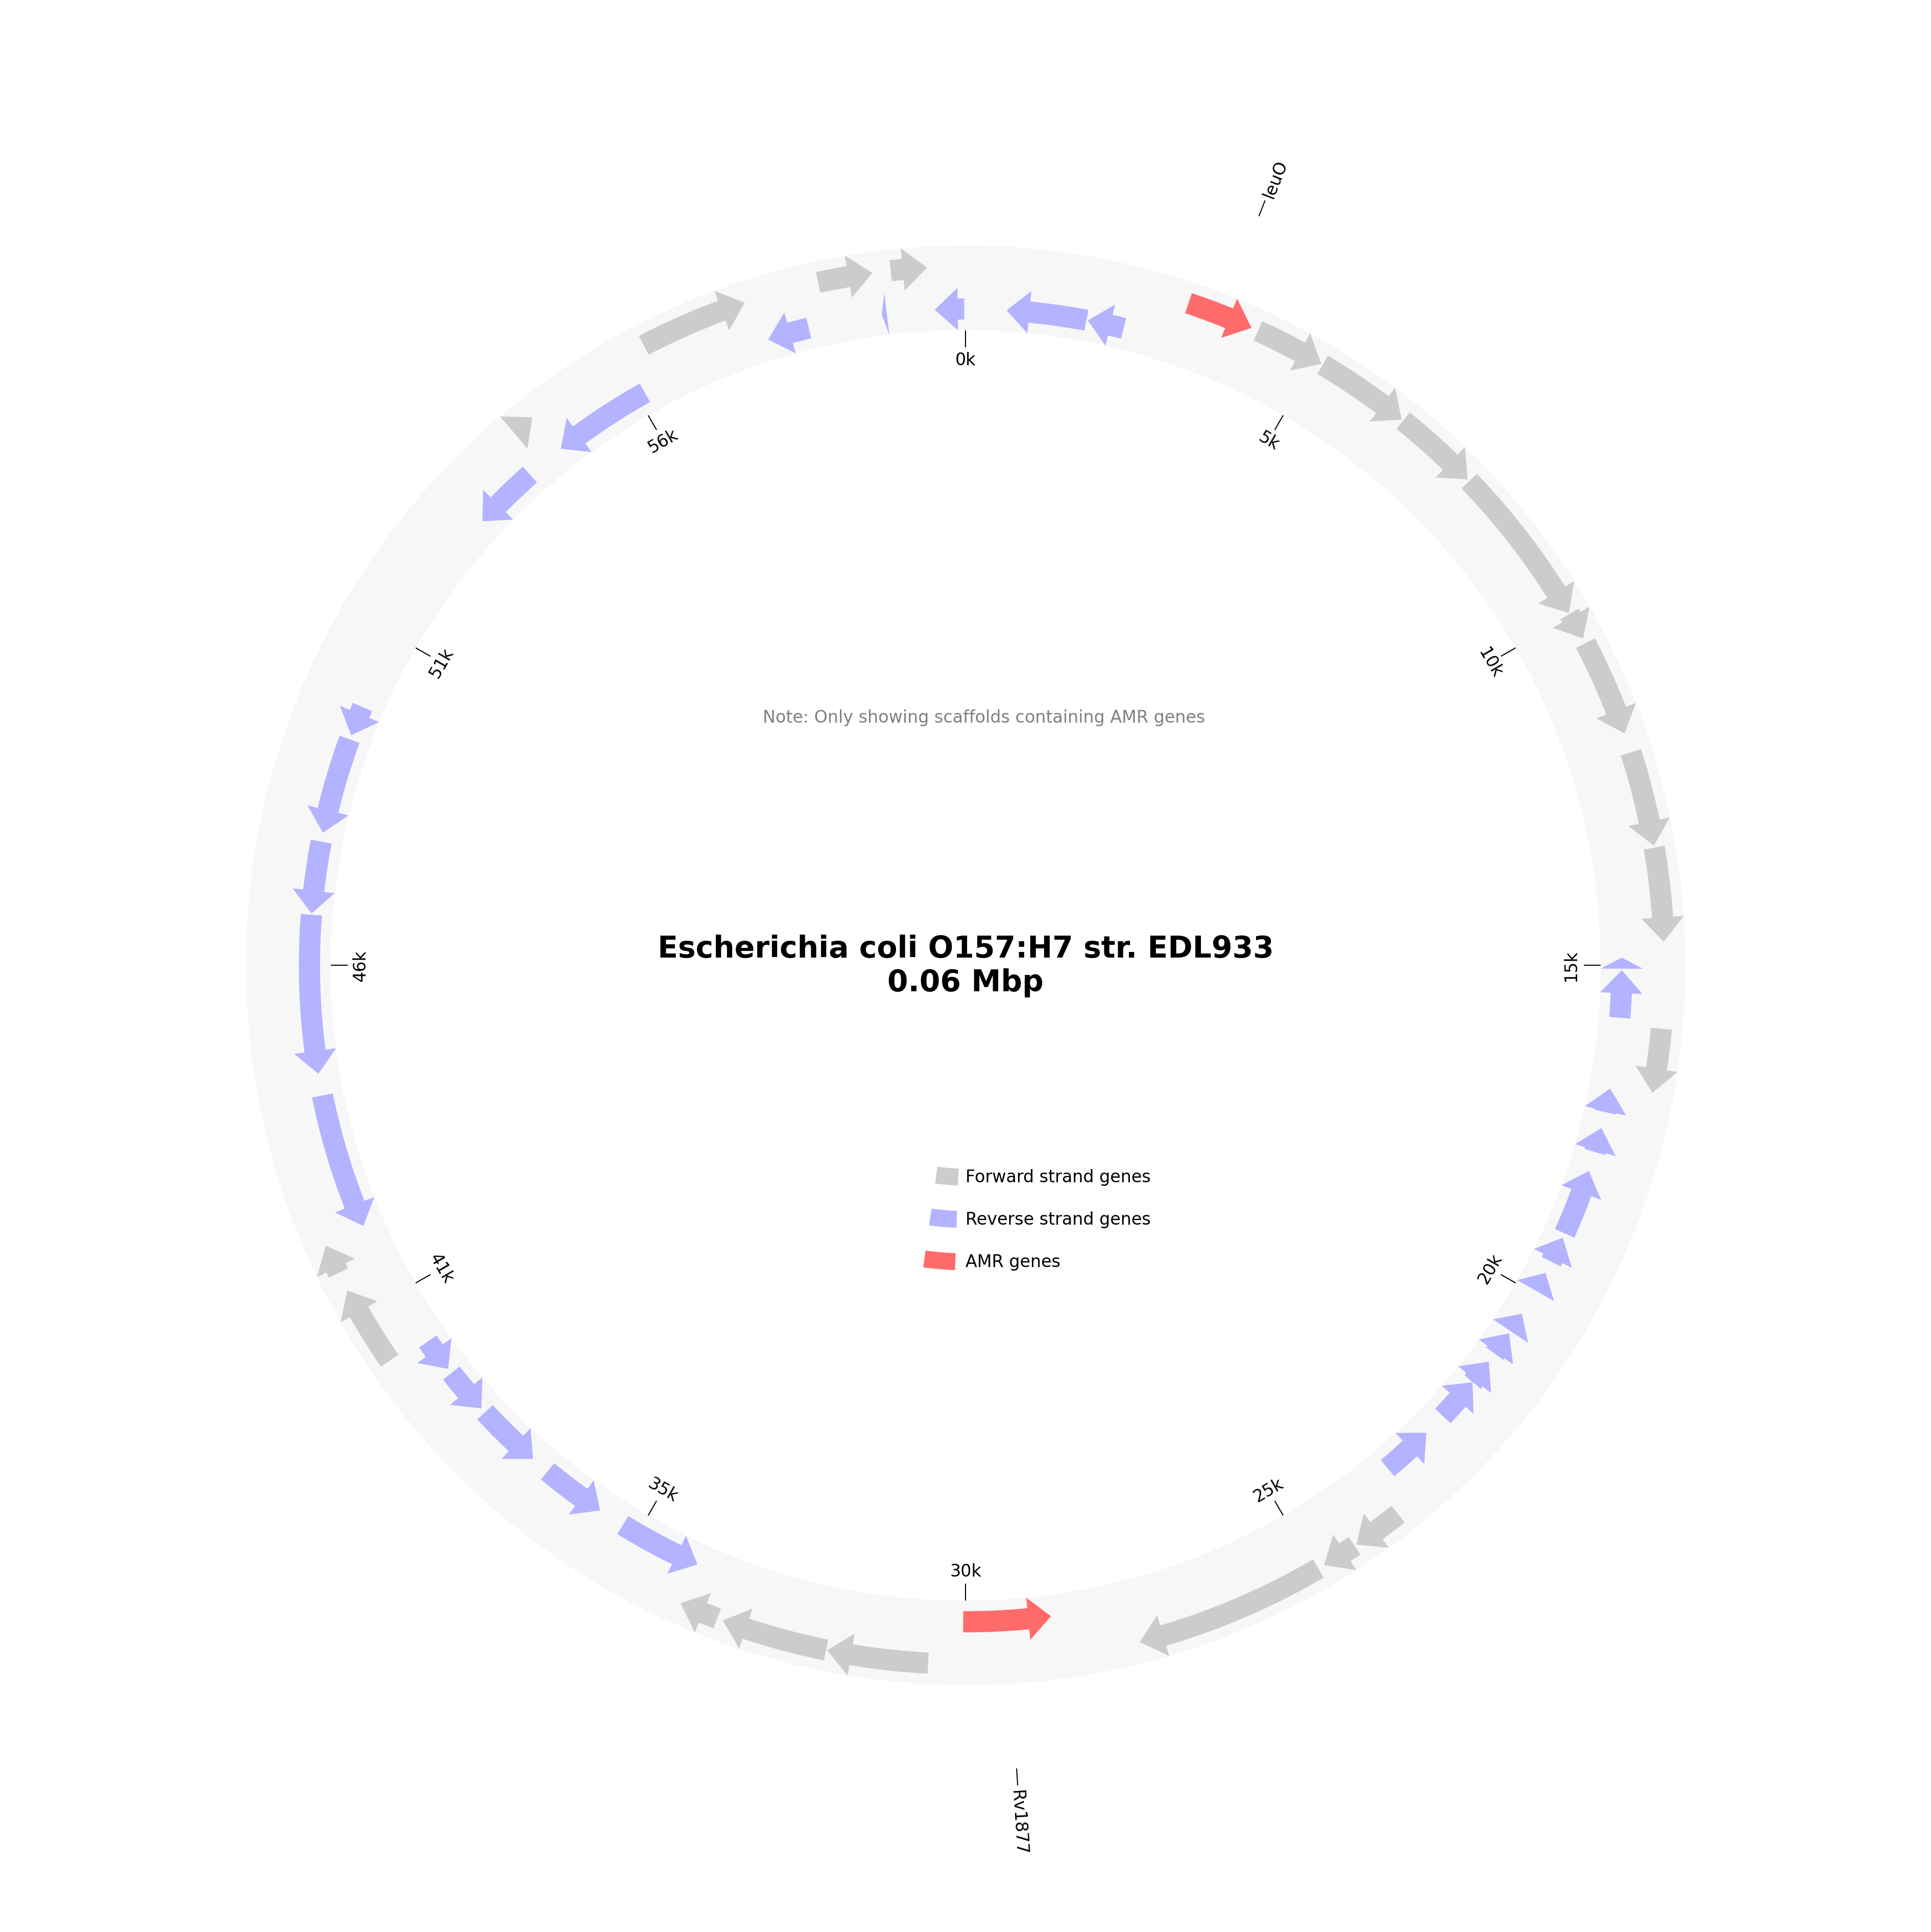 leuO
0k
5k
56k
10k
51k
Note: Only showing scaffolds containing AMR genes
Escherichia coli O157:H7 str. EDL933
0.06 Mbp
15k
46k
Forward strand genes
Reverse strand genes
AMR genes
20k
41k
25k
35k
30k
Rv1877